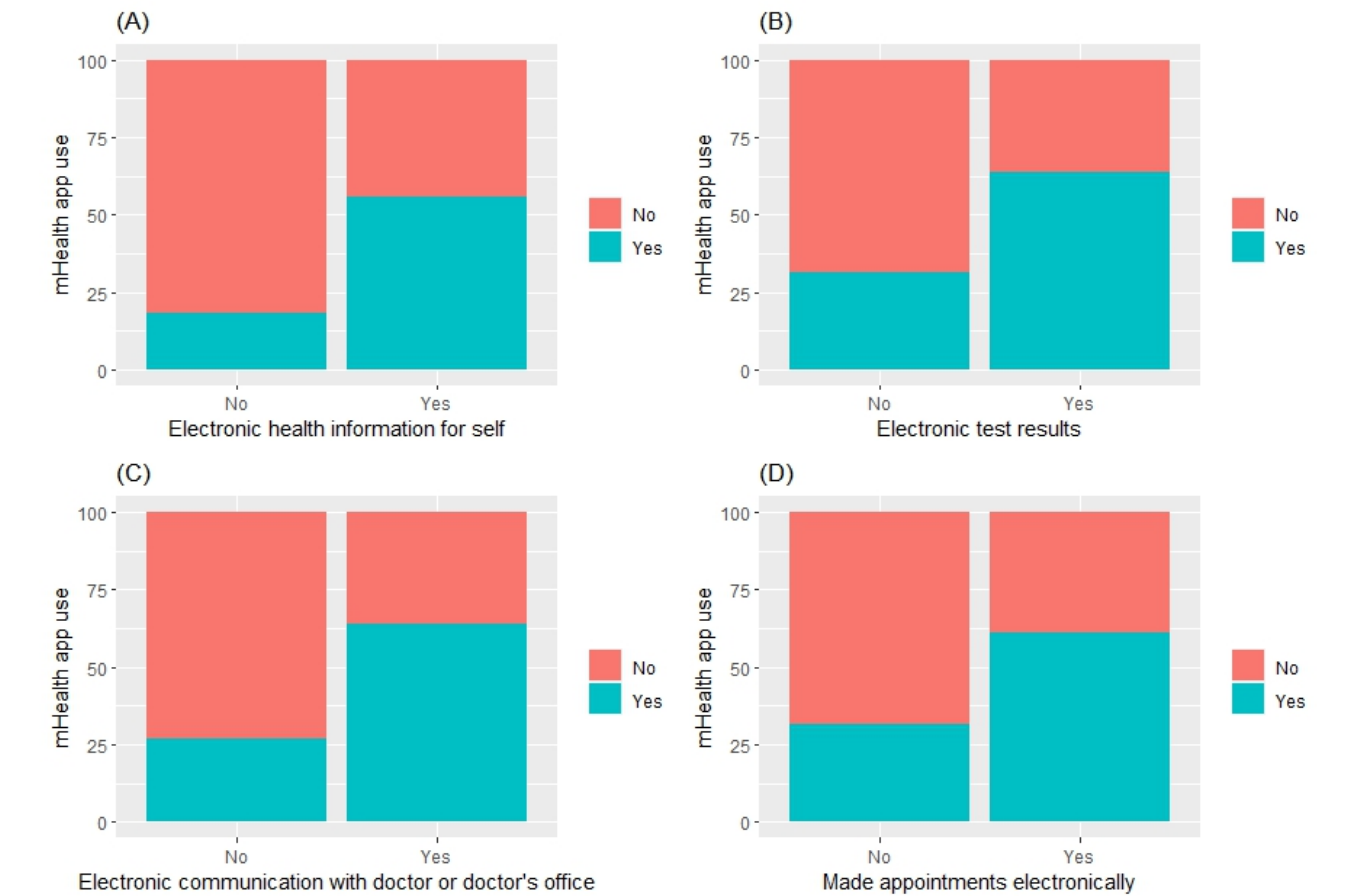 (A)
100
75
50
25
0
mHealth app use
No
Yes
Electronic health information for self
No
Yes
(B)
100
75
50
25
0
mHealth app use
No
Yes
Electronic test results
No
Yes
(C)
100
75
50
25
0
mHealth app use
No
Yes
Electronic communication with doctor or doctor's office
No
Yes
(D)
100
75
50
25
0
mHealth app use
No
Yes
Made appointments electronically
No
Yes